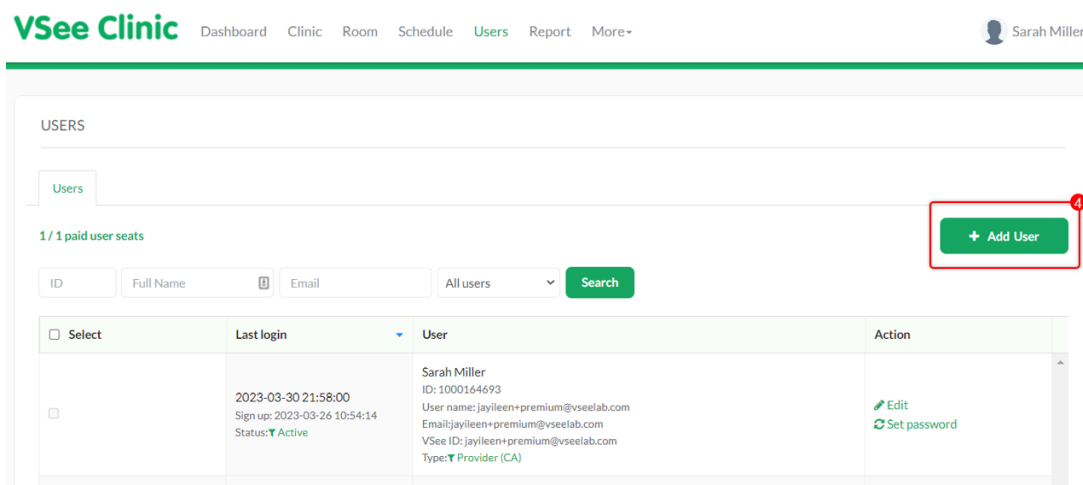 VSee Clinic Dashboard Clinic Room Schedule Users Report More Sarah Miller
USERS
Users
4
1 / 1 paid user seats + Add User
ID Full Name Email All users Search
Select Last login User Action
Sarah Miller
ID: 1000164693
2023-03-30 21:58:00
User name: jayileen+premium@vseelab.com
Edit
Sign up: 2023-03-26 10:54:14
Email:jayileen+premium@vseelab.com
Set password
Status: Active
VSee ID: jayileen+premium@vseelab.com
Type: Provider (CA)